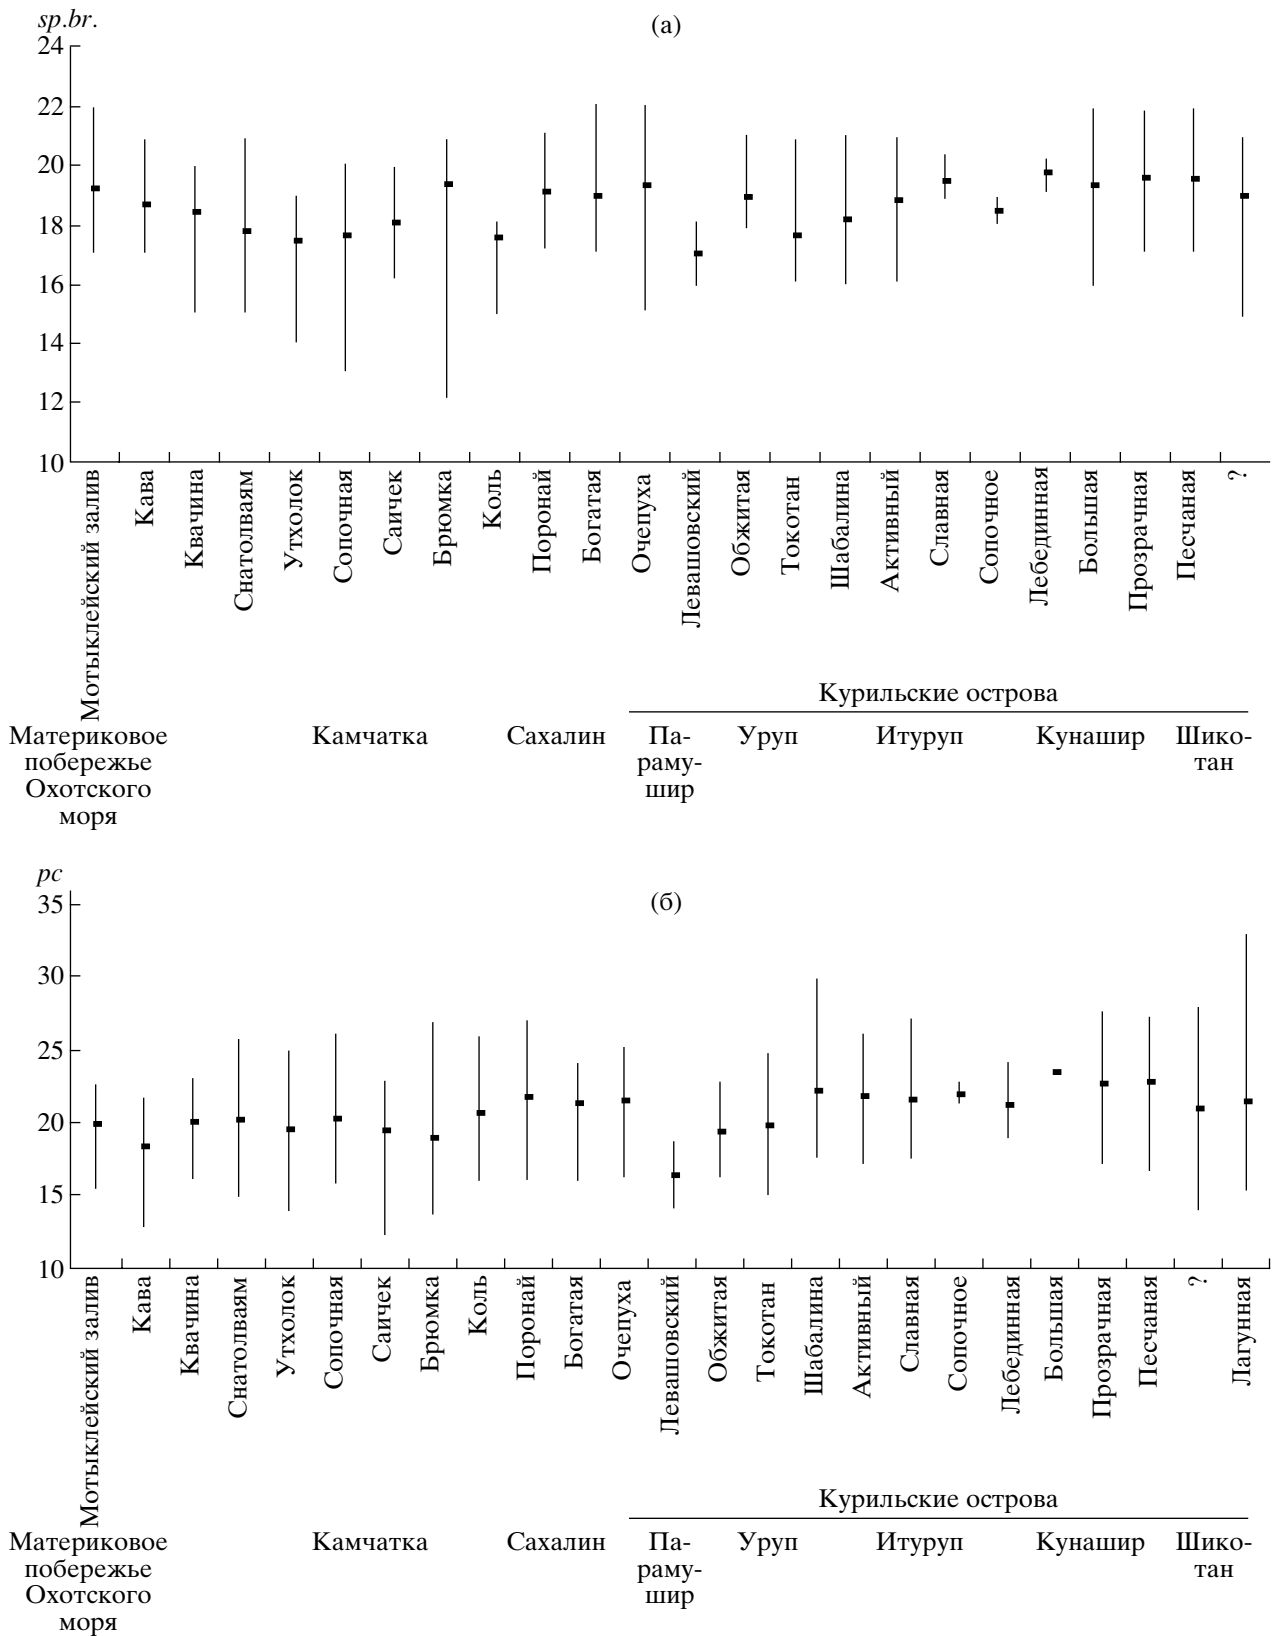 sp.br.
(а)
24
22
20
18
16
14
12
10
Мотыклейский залив
Кава
Квачина
Снатолваям
Утхолок
Сопочная
Саичек
Брюмка
Коль
Поронай
Богатая
Очепуха
Левашовский
Обжитая
Токотан
Шабалина
Активный
Славная
Сопочное
Лебединная
Большая
Прозрачная
Песчаная
?
Курильские острова
Материковое
побережье
Охотского
моря
Камчатка
Сахалин
Па-
раму-
шир
Уруп
Итуруп
Кунашир
Шико-
тан
pc
(б)
35
30
25
20
15
10
Мотыклейский залив
Кава
Квачина
Снатолваям
Утхолок
Сопочная
Саичек
Брюмка
Коль
Поронай
Богатая
Очепуха
Левашовский
Обжитая
Токотан
Шабалина
Активный
Славная
Сопочное
Лебединная
Большая
Прозрачная
Песчаная
?
Лагунная
Курильские острова
Материковое
побережье
Охотского
моря
Камчатка
Сахалин
Па-
раму-
шир
Уруп
Итуруп
Кунашир
Шико-
тан